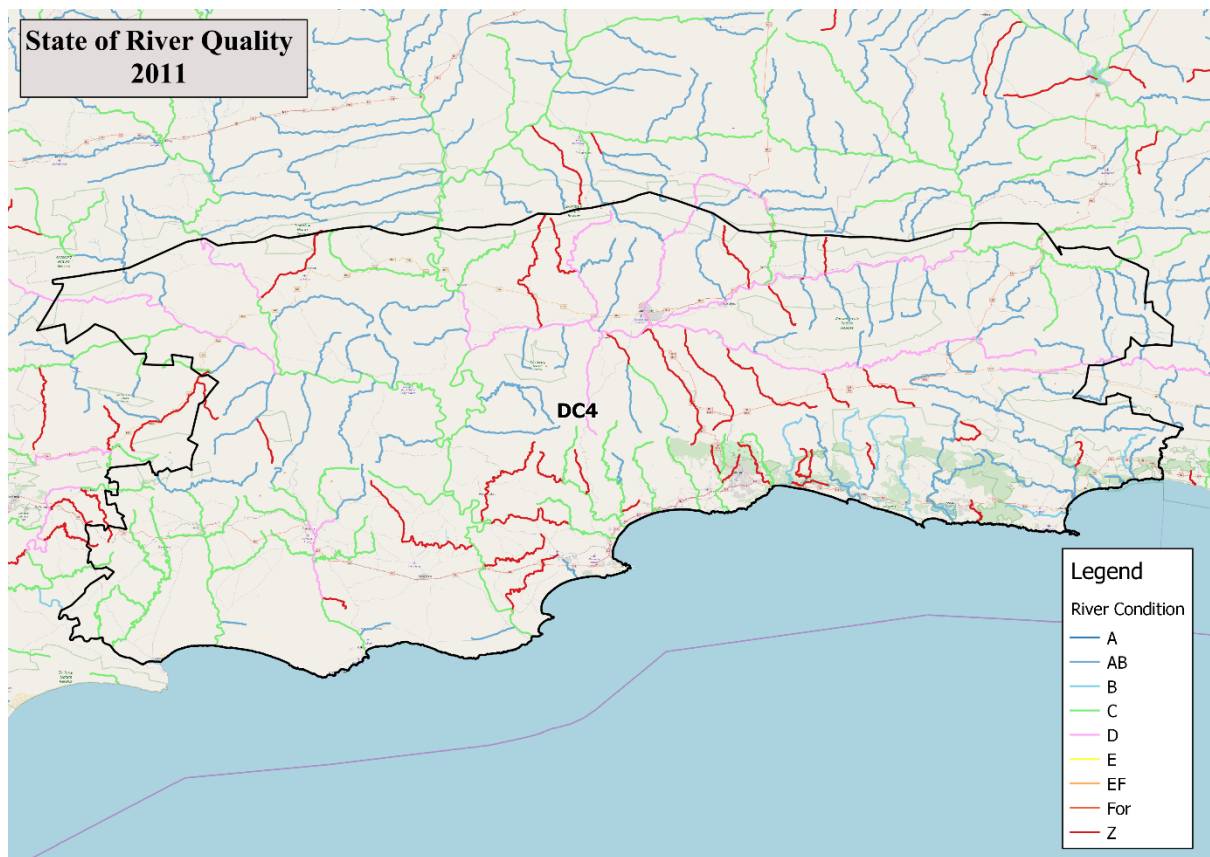 State of River Quality
2011
DC4
Legend
River Condition
A
AB
B
C
D
E
EF
For
Z